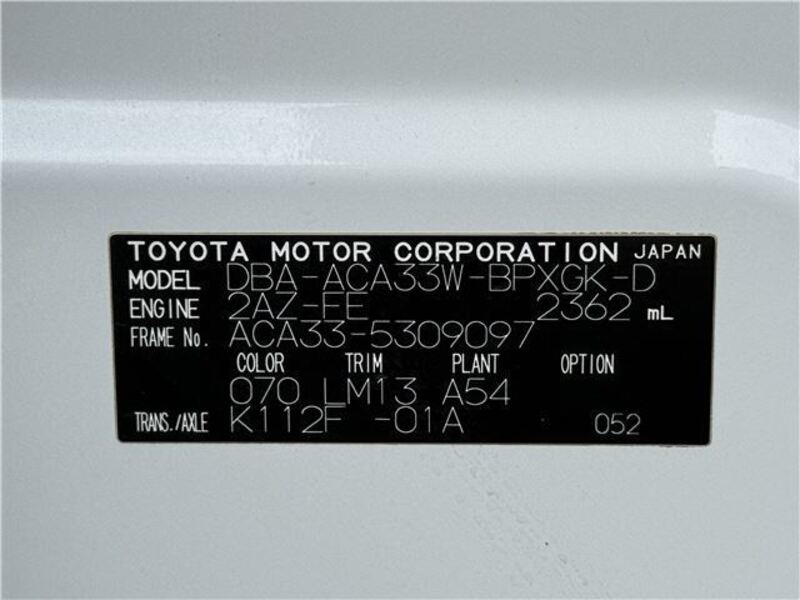 TOYOTA MOTOR CORPORATION JAPAN
MODEL DBA-ACA33W-BPXGK-D
ENGINE 2AZ-FE 2362 mL
FRAME No. ACA33-5309097
COLOR TRIM PLANT OPTION
070 LM13 A54
TRANS./AXLE K112F -01A 052